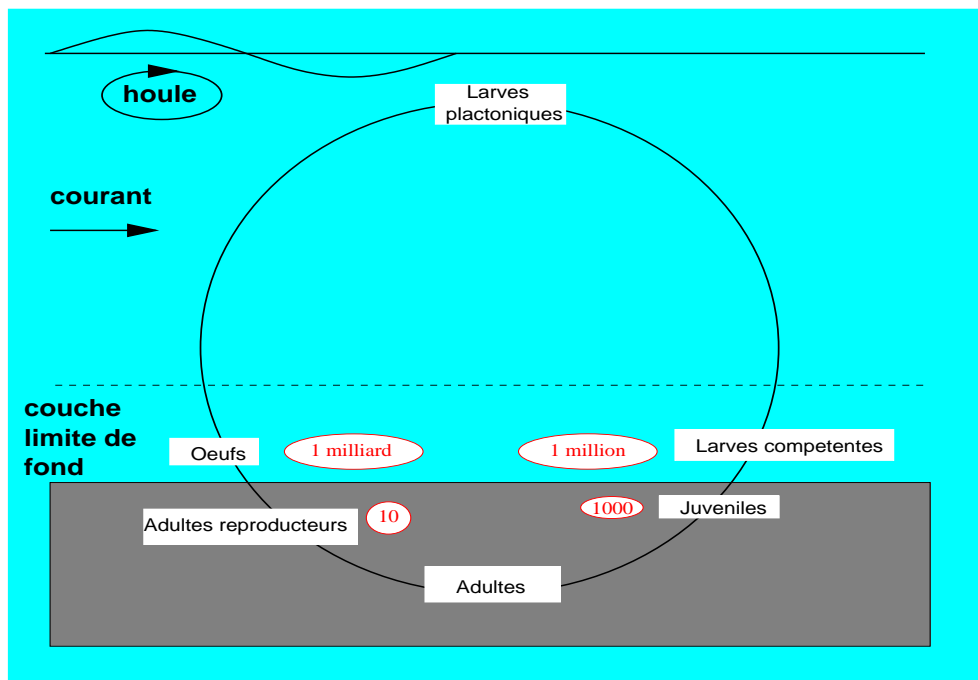 Larves
plactoniques
houle
courant
couche
limite de
fond
Oeufs
1 milliard
1 million
Larves competentes
Adultes reproducteurs
10
1000
Juveniles
Adultes